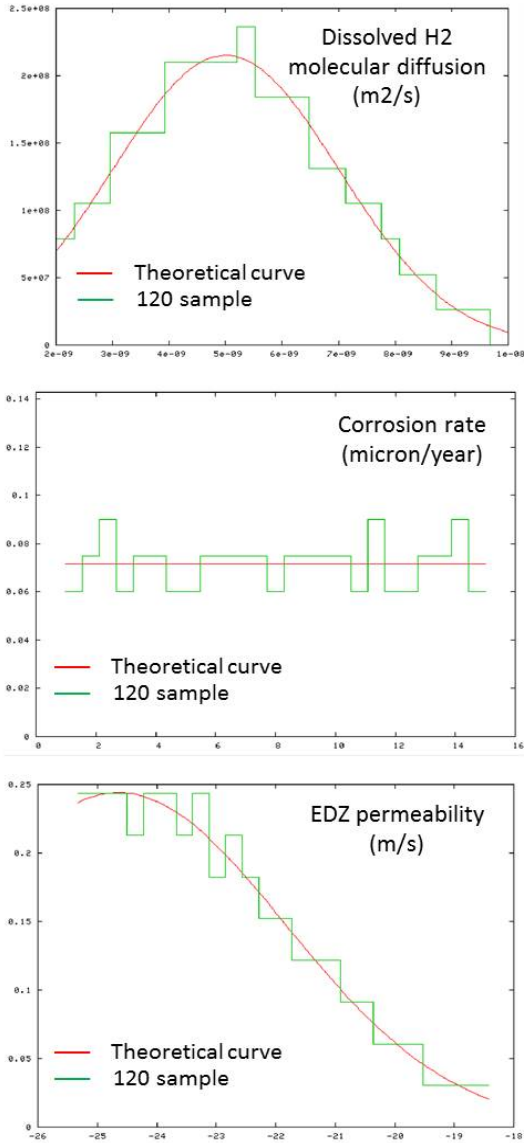 2.5e+08
Dissolved H2
molecular diffusion
(m2/s)
2e+08
1.5e+08
1e+08
5e+07
Theoretical curve
120 sample
0
2e-09 3e-09 4e-09 5e-09 6e-09 7e-09 8e-09 9e-09 1e-08
0.14
Corrosion rate
(micron/year)
0.12
0.1
0.08
0.06
0.04
Theoretical curve
0.02
120 sample
0
0 2 4 6 8 10 12 14 16
0.25
EDZ permeability
(m/s)
0.2
0.15
0.1
0.05
Theoretical curve
120 sample
0
-26 -25 -24 -23 -22 -21 -20 -19 -18